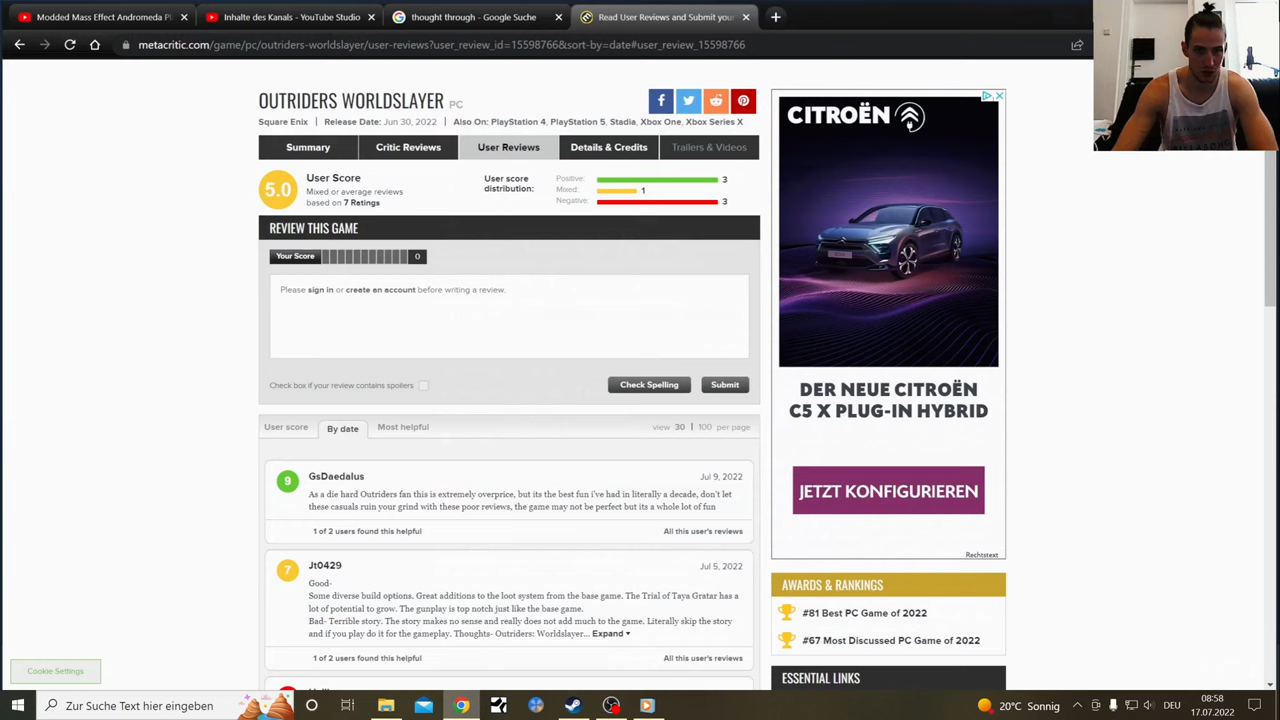 Modded Mass Effect Andromeda Pl
Inhalte des Kanals - YouTube Studio
thought through - Google Suche
Read User Reviews and Submit your
metacritic.com/game/pc/outriders-worldslayer/user-reviews?user_review_id=15598766&sort-by=date#user_review_15598766
OUTRIDERS WORLDSLAYER PC
Square Enix | Release Date: Jun 30, 2022 | Also On: PlayStation 4, PlayStation 5, Stadia, Xbox One, Xbox Series X
Summary Critic Reviews User Reviews Details & Credits Trailers & Videos
5.0
User Score
Mixed or average reviews
based on 7 Ratings
User score
distribution:
Positive: 3
Mixed: 1
Negative: 3
REVIEW THIS GAME
Your Score 0
Please sign in or create an account before writing a review.
Check box if your review contains spoilers
Check Spelling Submit
User score By date Most helpful view 30 | 100 per page
9 GsDaedalus Jul 9, 2022
As a die hard Outriders fan this is extremely overprice, but its the best fun i've had in literally a decade, don't let
these casuals ruin your grind with these poor reviews, the game may not be perfect but its a whole lot of fun
1 of 2 users found this helpful All this user's reviews
7 Jt0429 Jul 5, 2022
Good-
Some diverse build options. Great additions to the loot system from the base game. The Trial of Taya Gratar has a
lot of potential to grow. The gunplay is top notch just like the base game.
Bad- Terrible story. The story makes no sense and really does not add much to the game. Literally skip the story
and if you play do it for the gameplay. Thoughts- Outriders: Worldslayer... Expand
1 of 2 users found this helpful All this user's reviews
CITROËN
DER NEUE CITROËN
C5 X PLUG-IN HYBRID
JETZT KONFIGURIEREN
Rechtstext
AWARDS & RANKINGS
#81 Best PC Game of 2022
#67 Most Discussed PC Game of 2022
ESSENTIAL LINKS
Cookie Settings
Zur Suche Text hier eingeben
20°C Sonnig
DEU
08:58
17.07.2022